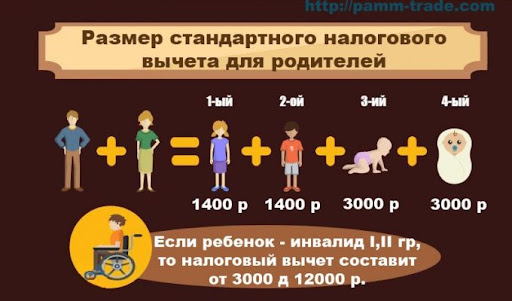 http://pamm-trade.com
Размер стандартного налогового
вычета для родителей
1-ый 2-ой 3-ий 4-ый
1400 р 1400 р 3000 р 3000 р
Если ребенок - инвалид I,II гр,
то налоговый вычет составит
от 3000 д 12000 р.